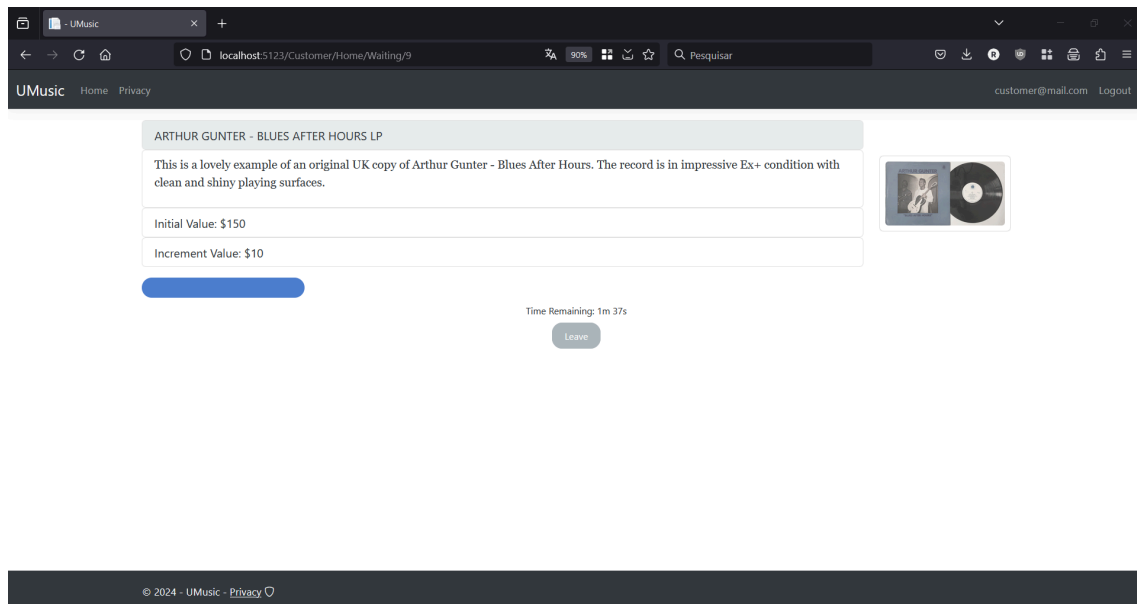 - UMusic
localhost:5123/Customer/Home/Waiting/9
90%
Pesquisar
UMusic Home Privacy
customer@mail.com Logout
ARTHUR GUNTER - BLUES AFTER HOURS LP
This is a lovely example of an original UK copy of Arthur Gunter - Blues After Hours. The record is in impressive Ex+ condition with
clean and shiny playing surfaces.
Initial Value: $150
Increment Value: $10
Time Remaining: 1m 37s
Leave
© 2024 - UMusic - Privacy